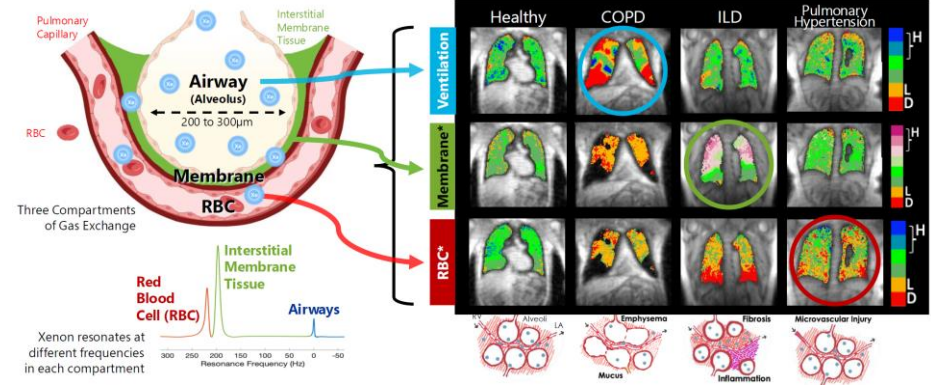 Pulmonary
Capillary
Interstitial
Membrane
Tissue
Xe
Airway
(Alveolus)
200 to 300µm
RBC
Membrane
RBC
Three Compartments
of Gas Exchange
Red
Blood
Cell (RBC)
Interstitial
Membrane
Tissue
Airways
Xenon resonates at
different frequencies
in each compartment
300 250 200 150 100 50 0 -50
Resonance Frequency (Hz)
Healthy
COPD
ILD
Pulmonary
Hypertension
Ventilation
H
L
D
Membrane*
H
L
D
RBC*
H
L
D
RV
Alveoli
LA
Emphysema
Mucus
Fibrosis
Inflammation
Microvascular Injury